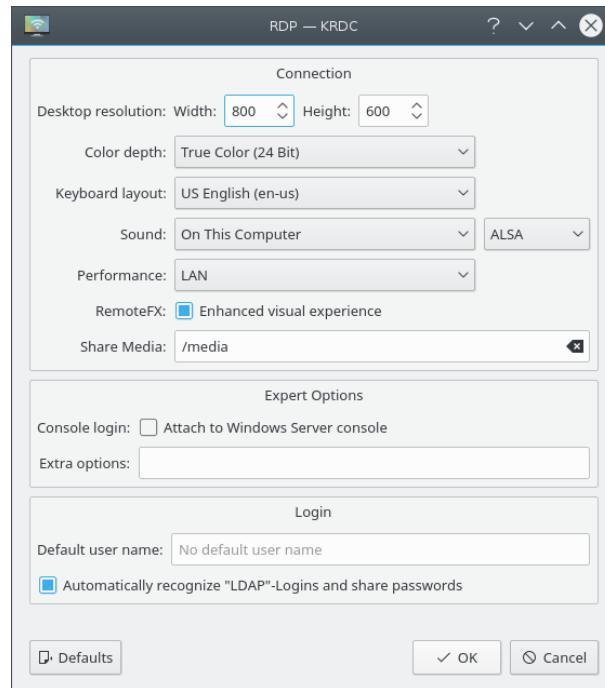 RDP — KRDC
Connection
Desktop resolution: Width: 800 Height: 600
Color depth: True Color (24 Bit)
Keyboard layout: US English (en-us)
Sound: On This Computer ALSA
Performance: LAN
RemoteFX: Enhanced visual experience
Share Media: /media
Expert Options
Console login: Attach to Windows Server console
Extra options:
Login
Default user name: No default user name
Automatically recognize "LDAP"-Logins and share passwords
Defaults OK Cancel